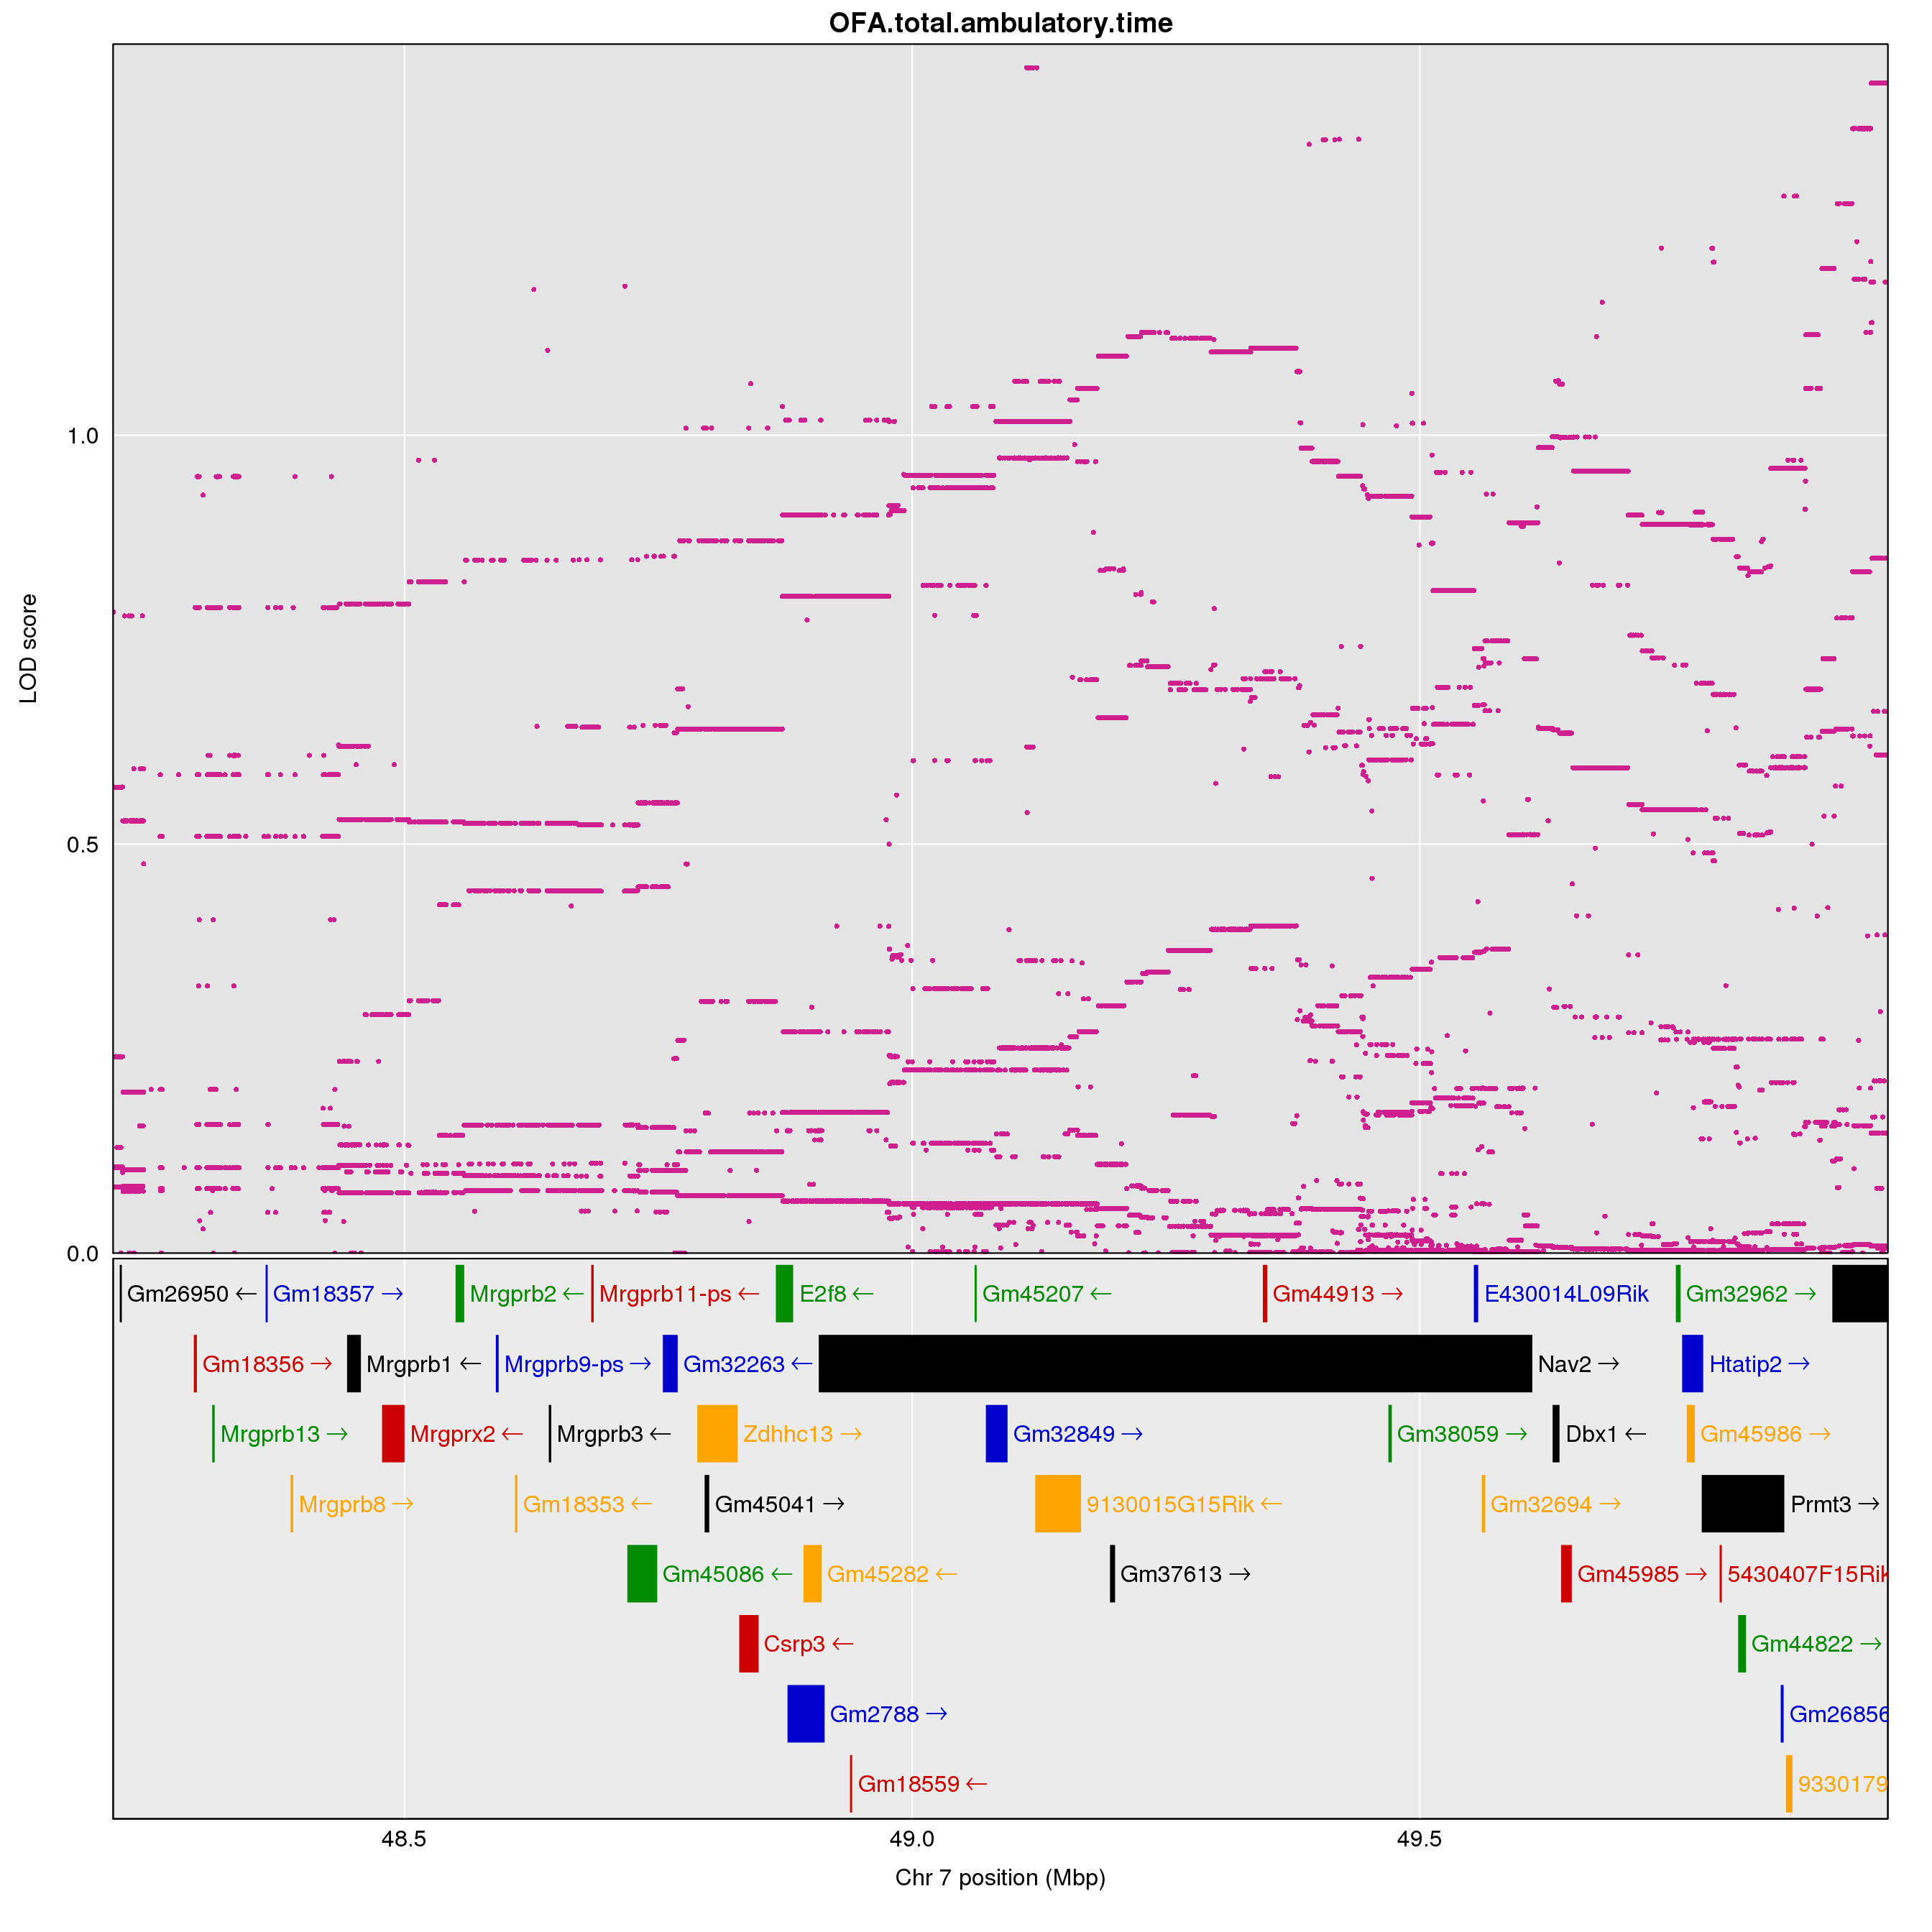 OFA.total.ambulatory.time
1.0
LOD score
0.5
0.0
Gm26950 ← Gm18357 → Mrgprb2 ← Mrgprb11-ps ← E2f8 ← Gm45207 ← Gm44913 → E430014L09Rik Gm32962 →
Gm18356 → Mrgprb1 ← Mrgprb9-ps → Gm32263 ← Nav2 → Htatip2 →
Mrgprb13 → Mrgprx2 ← Mrgprb3 ← Zdhhc13 → Gm32849 → Gm38059 → Dbx1 ← Gm45986 →
Mrgprb8 → Gm18353 ← Gm45041 → 9130015G15Rik ← Gm32694 → Prmt3 →
Gm45086 ← Gm45282 ← Gm37613 → Gm45985 → 5430407F15Rik
Csrp3 ← Gm44822 →
Gm2788 → Gm26856
Gm18559 ← 9330179
48.5 49.0 49.5
Chr 7 position (Mbp)